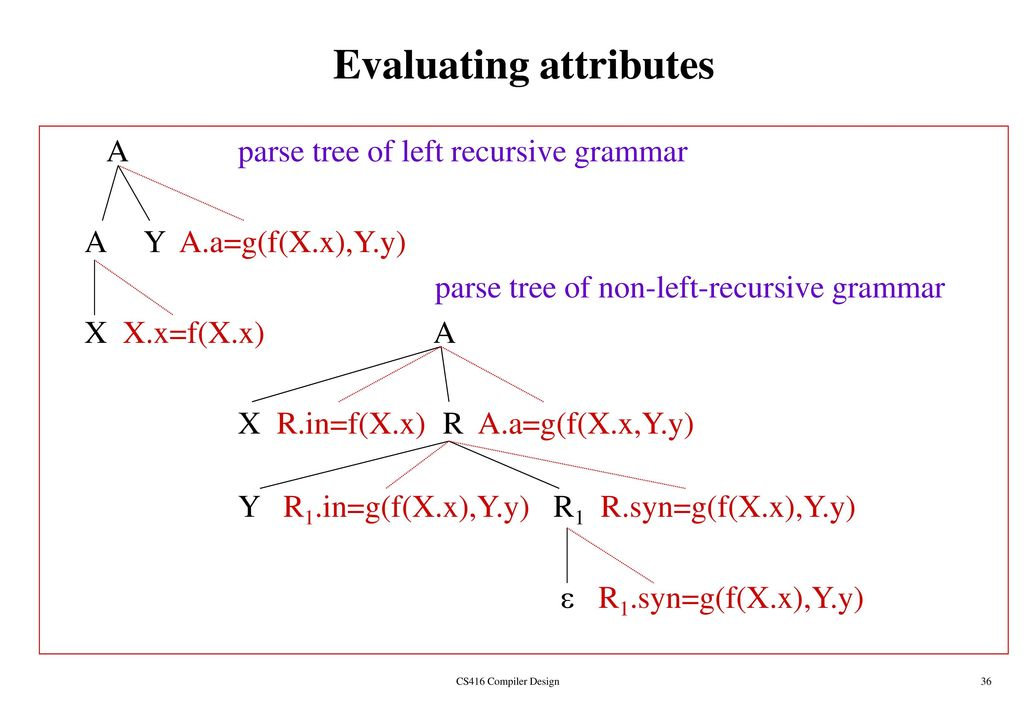 Evaluating attributes
A parse tree of left recursive grammar
A Y A.a=g(f(X.x),Y.y)
parse tree of non-left-recursive grammar
X X.x=f(X.x) A
X R.in=f(X.x) R A.a=g(f(X.x,Y.y)
Y R₁.in=g(f(X.x),Y.y) R₁ R.syn=g(f(X.x),Y.y)
ε R₁.syn=g(f(X.x),Y.y)
CS416 Compiler Design 36